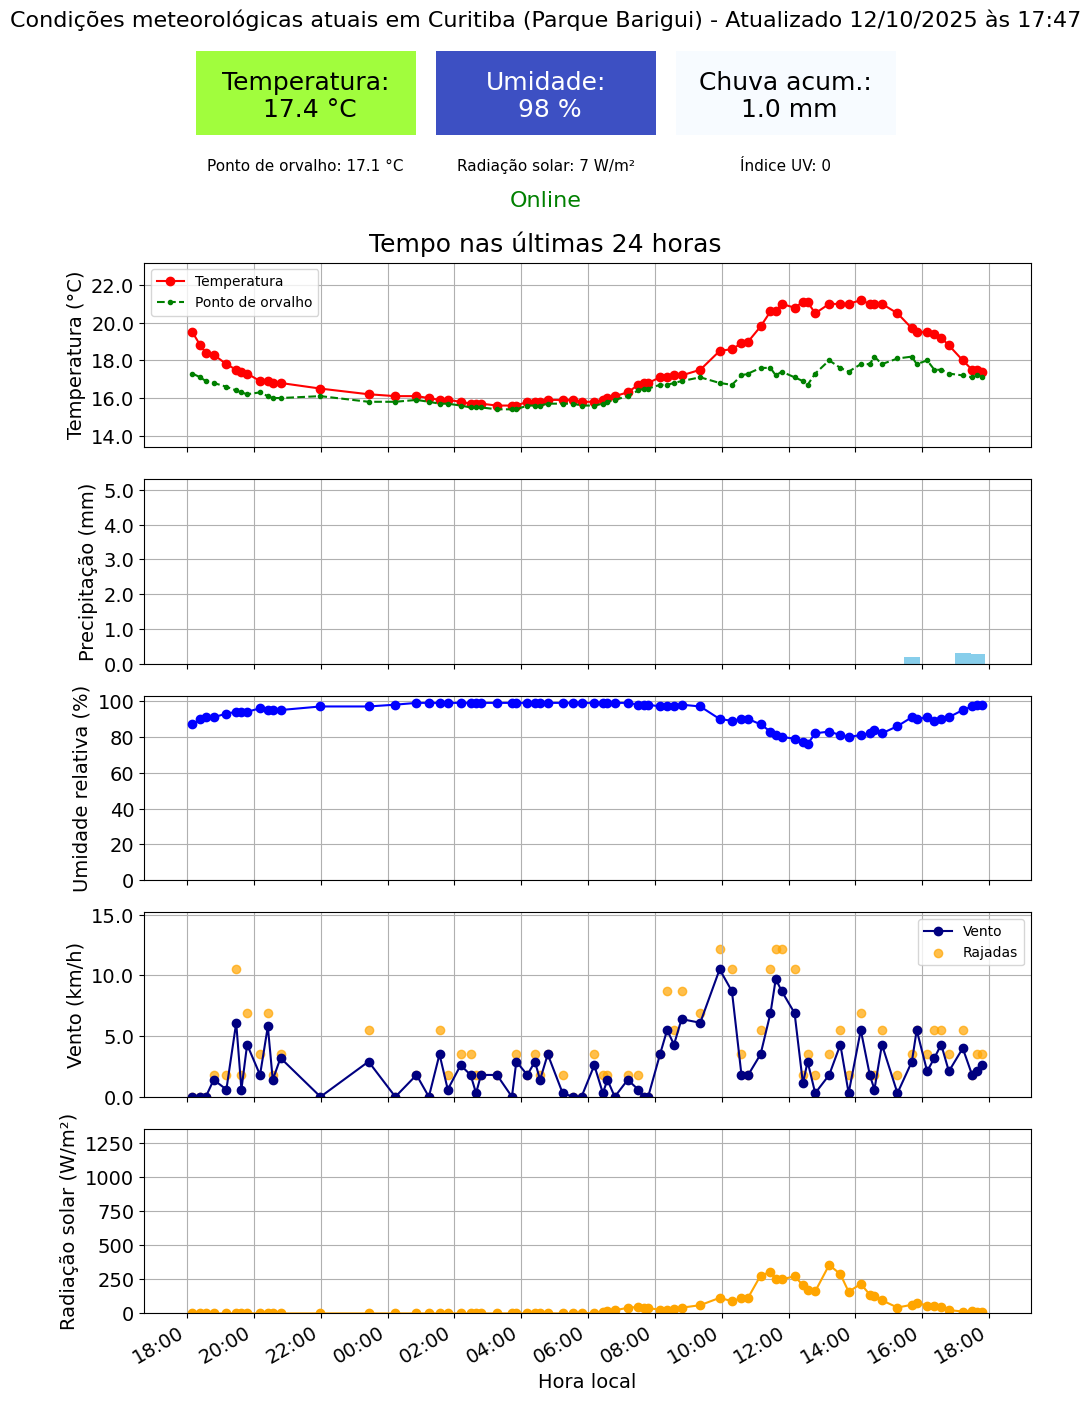 Condições meteorológicas atuais em Curitiba (Parque Barigui) - Atualizado 12/10/2025 às 17:47
Temperatura:
17.4 °C
Umidade:
98 %
Chuva acum.:
1.0 mm
Ponto de orvalho: 17.1 °C
Radiação solar: 7 W/m²
Índice UV: 0
Online
Tempo nas últimas 24 horas
Temperatura (°C)
22.0
20.0
18.0
16.0
14.0
Temperatura
Ponto de orvalho
Precipitação (mm)
5.0
4.0
3.0
2.0
1.0
0.0
Umidade relativa (%)
100
80
60
40
20
0
Vento (km/h)
15.0
10.0
5.0
0.0
Vento
Rajadas
Radiação solar (W/m²)
1250
1000
750
500
250
0
18:00
20:00
22:00
00:00
02:00
04:00
06:00
08:00
10:00
12:00
14:00
16:00
18:00
Hora local